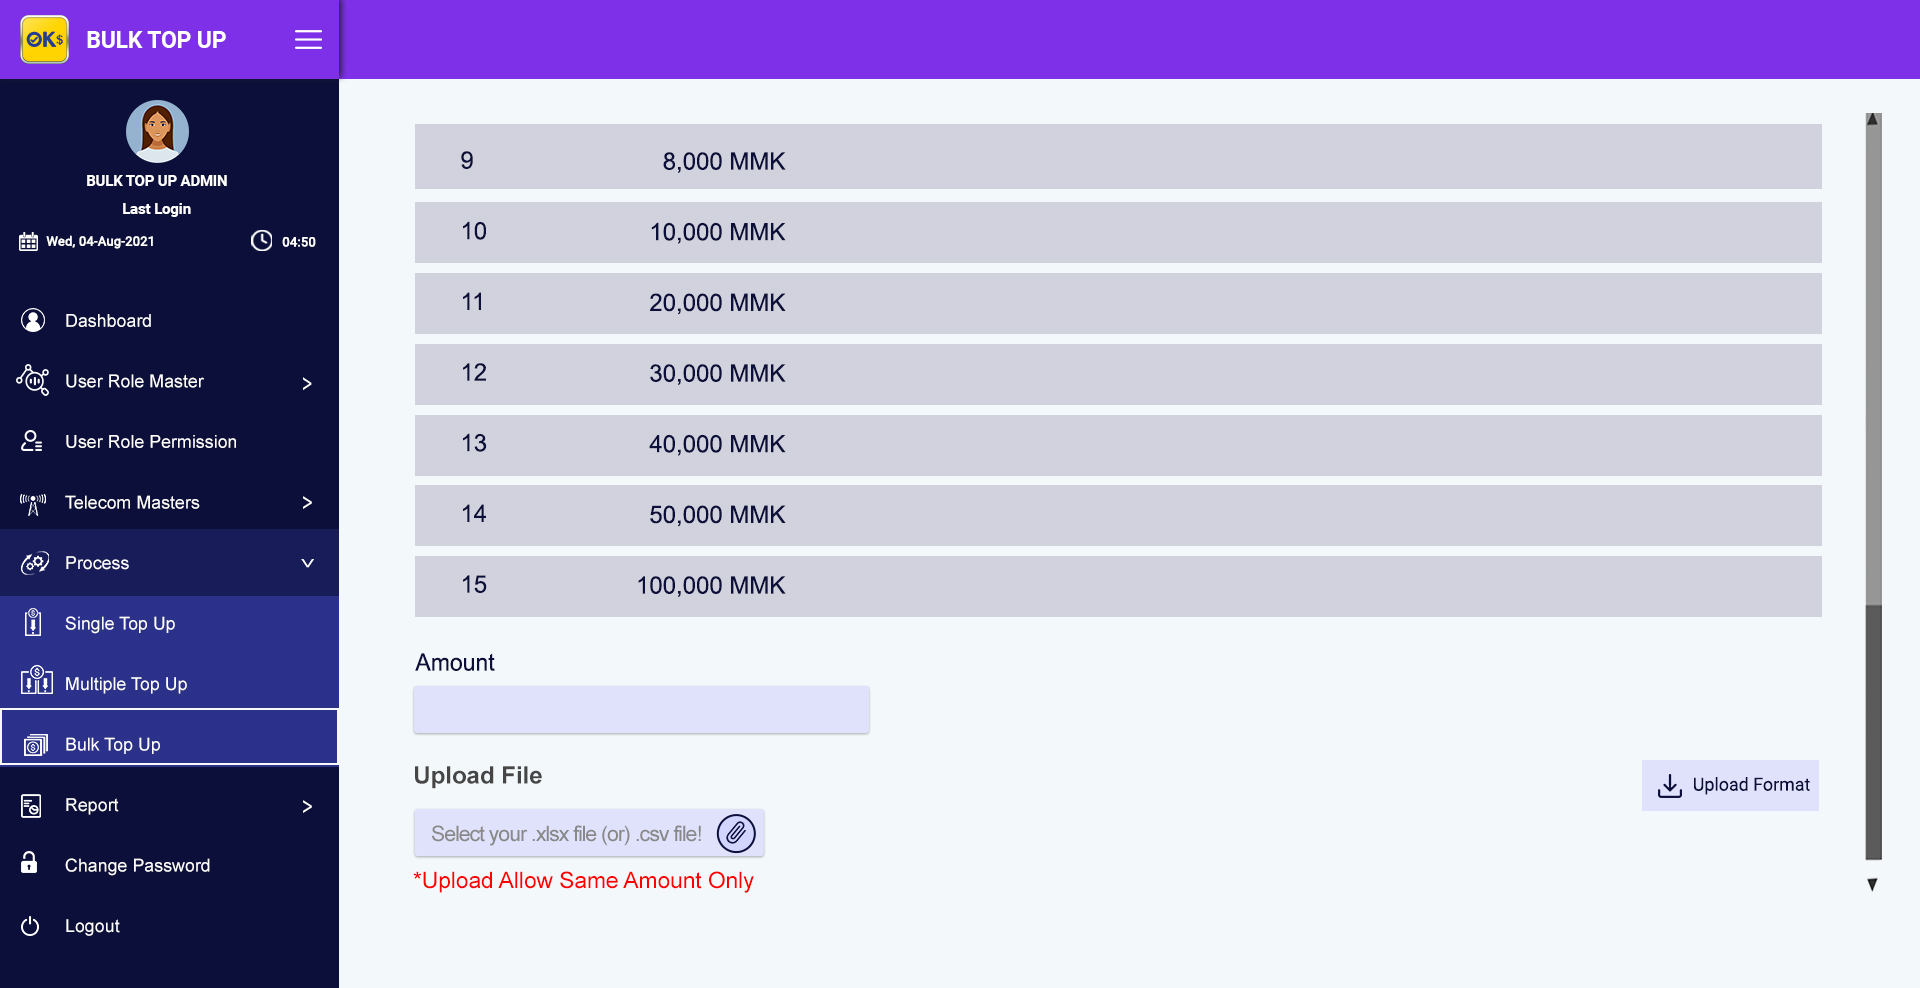 OK$ BULK TOP UP
BULK TOP UP ADMIN
Last Login
Wed, 04-Aug-2021 04:50
Dashboard
User Role Master >
User Role Permission
Telecom Masters >
Process
Single Top Up
Multiple Top Up
Bulk Top Up
Report >
Change Password
Logout
9 8,000 MMK
10 10,000 MMK
11 20,000 MMK
12 30,000 MMK
13 40,000 MMK
14 50,000 MMK
15 100,000 MMK
Amount
Upload File
Upload Format
Select your .xlsx file (or) .csv file!
*Upload Allow Same Amount Only